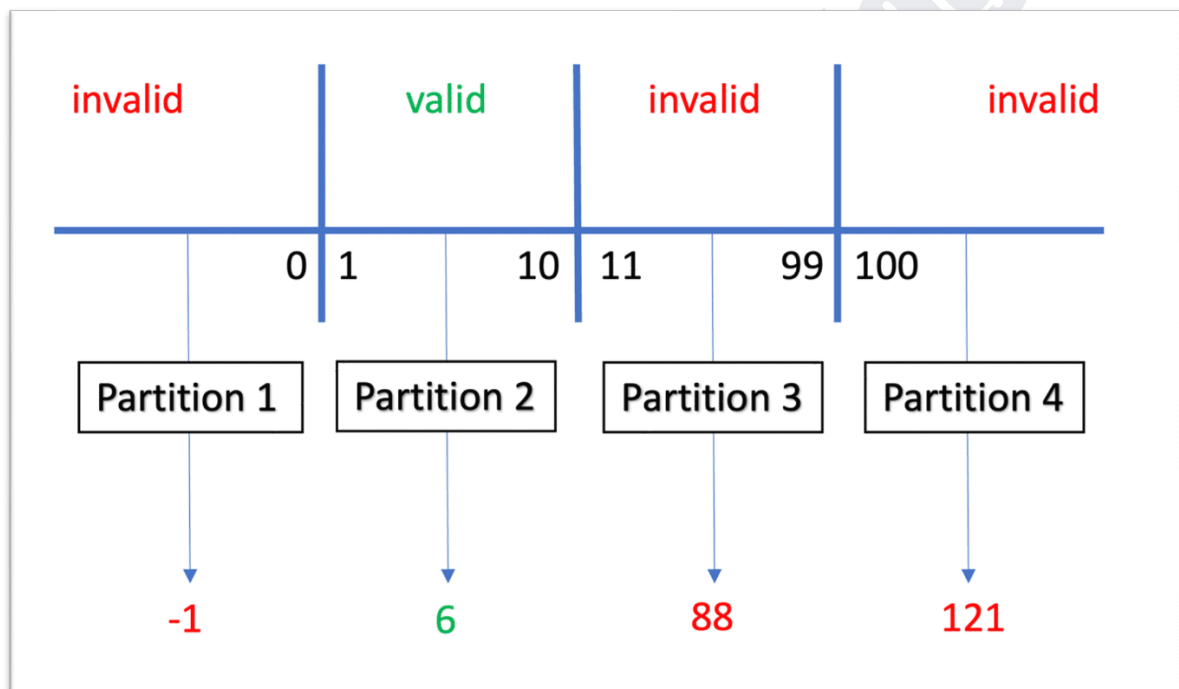 invalid valid invalid invalid
0 1 10 11 99 100
Partition 1 Partition 2 Partition 3 Partition 4
-1 6 88 121